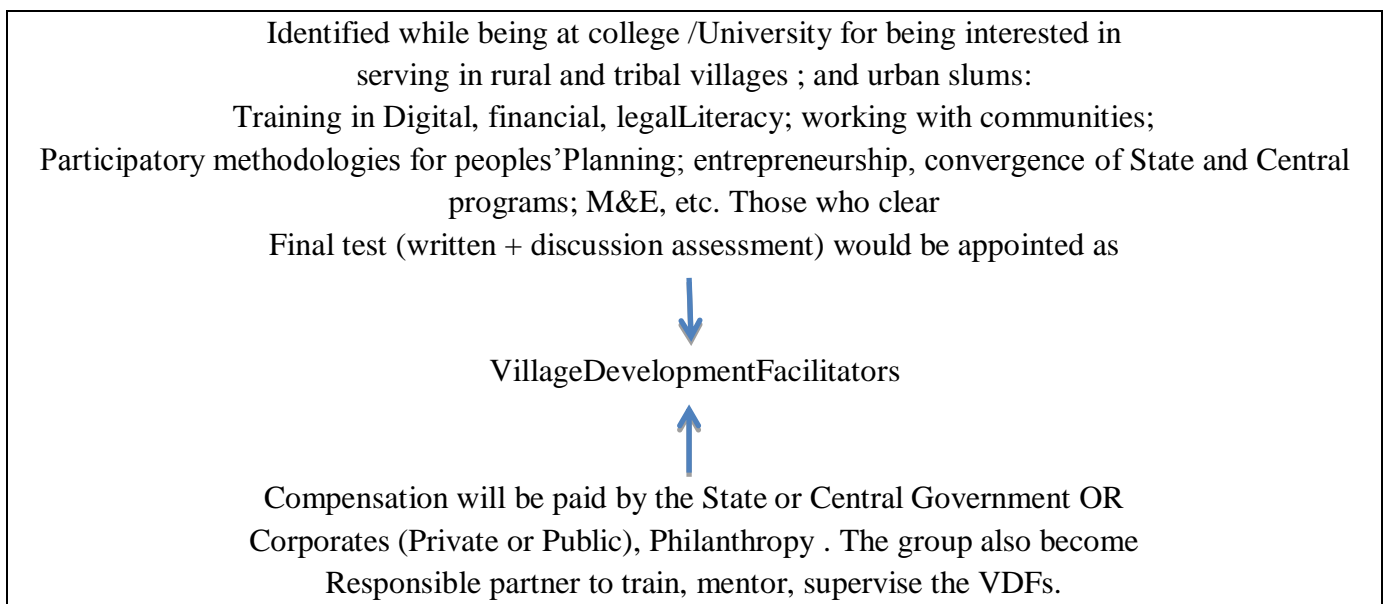 Identified while being at college /University for being interested in
serving in rural and tribal villages ; and urban slums:
Training in Digital, financial, legalLiteracy; working with communities;
Participatory methodologies for peoples’Planning; entrepreneurship, convergence of State and Central
programs; M&E, etc. Those who clear
Final test (written + discussion assessment) would be appointed as
VillageDevelopmentFacilitators
Compensation will be paid by the State or Central Government OR
Corporates (Private or Public), Philanthropy . The group also become
Responsible partner to train, mentor, supervise the VDFs.